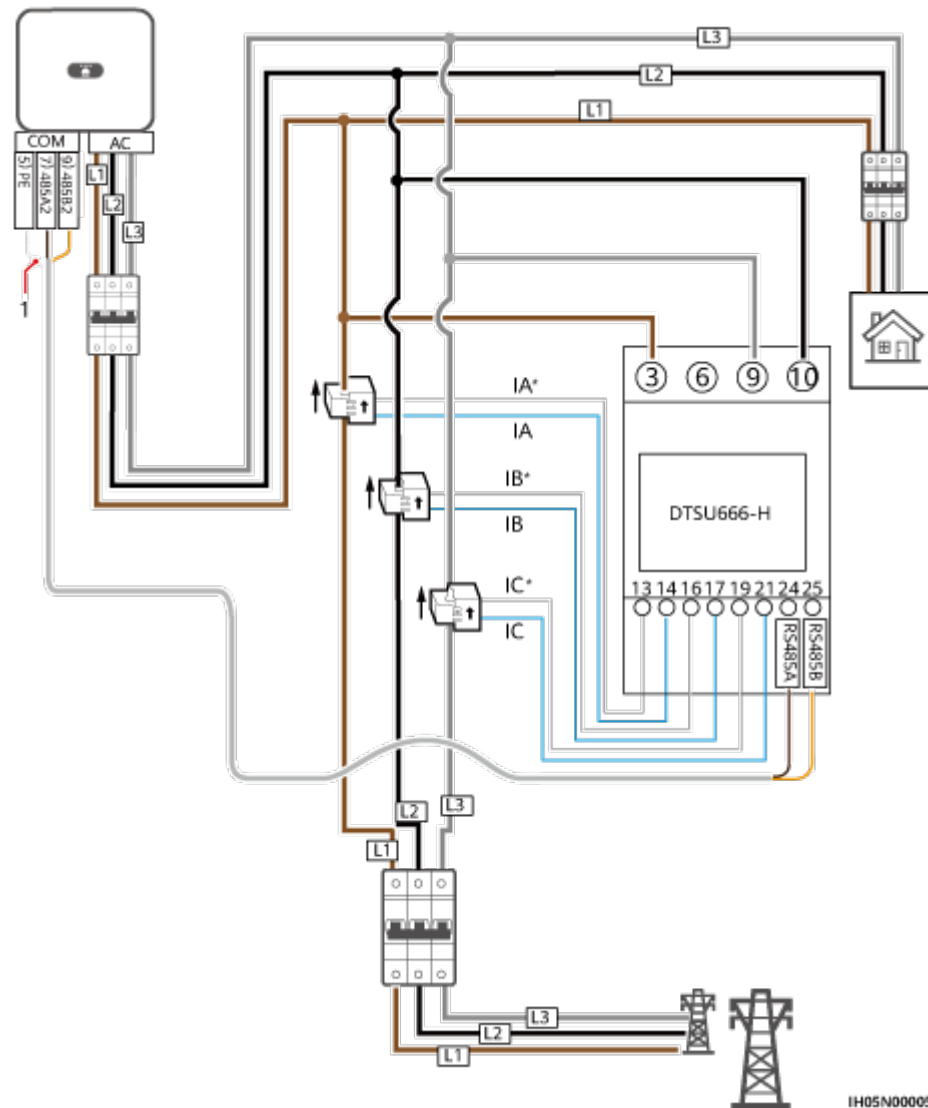 L3
L2
L1
COM
AC
5) PE
7) 485A2
9) 485B2
L1
L2
L3
1
3
6
9
10
IA*
IA
IB*
IB
DTSU666-H
IC*
IC
13 14 16 17 19 21 24 25
RS485A
RS485B
L3
L2
L1
L3
L2
L1
IH05N00005